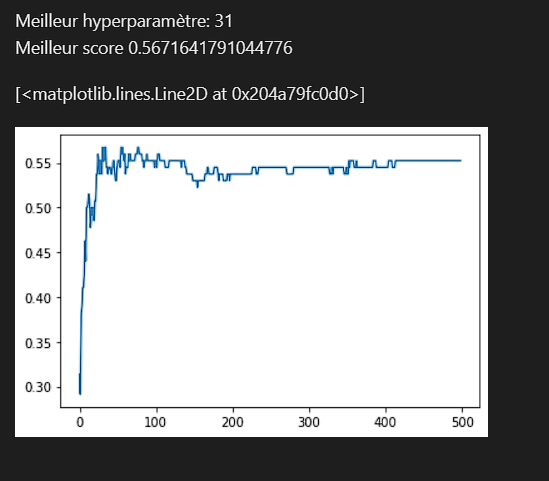 Meilleur hyperparamètre: 31
Meilleur score 0.5671641791044776
[<matplotlib.lines.Line2D at 0x204a79fc0d0>]
0.55
0.50
0.45
0.40
0.35
0.30
0 100 200 300 400 500